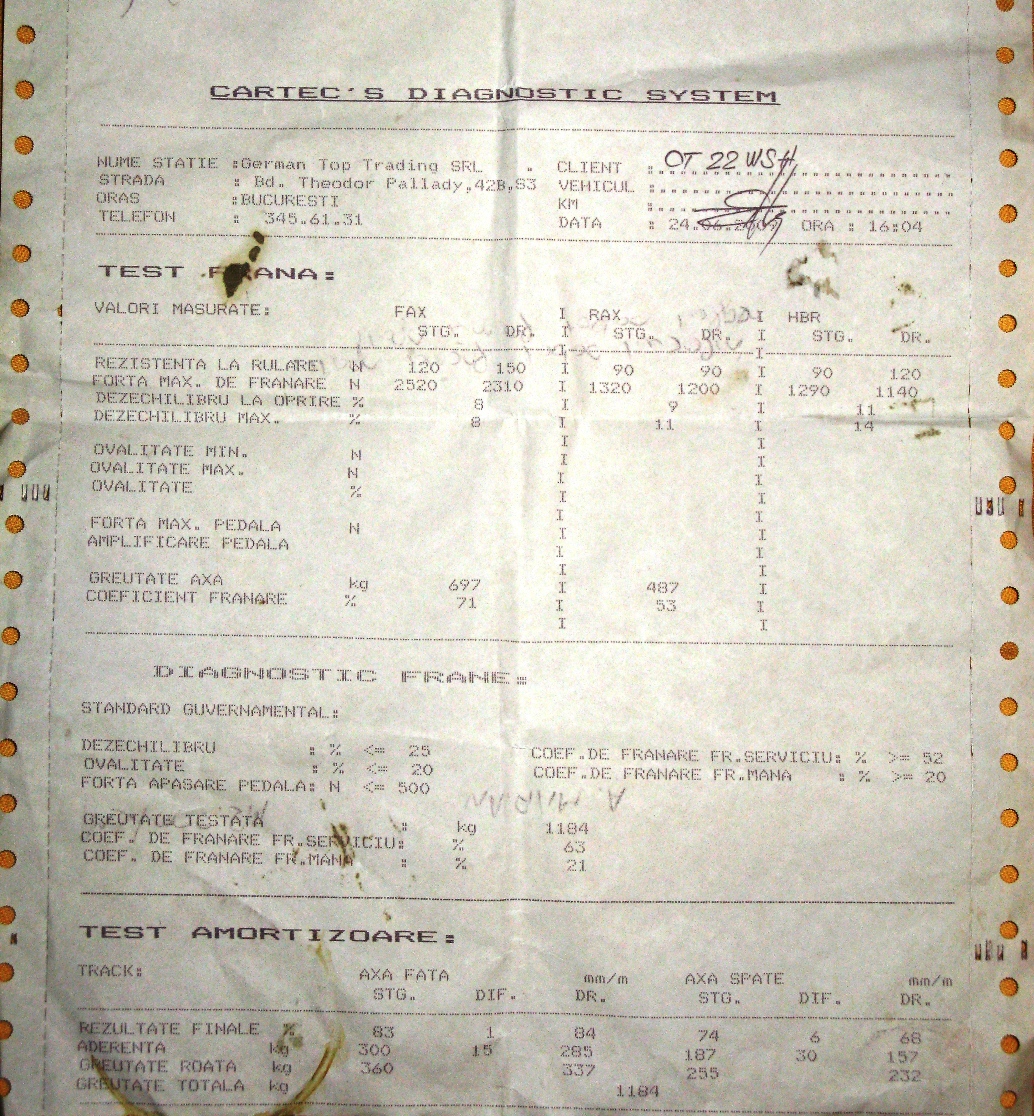 CARTEC'S DIAGNOSTIC SYSTEM
NUME STATIE :German Top Trading SRL . CLIENT : OT 22 WSH
STRADA : Bd. Theodor Pallady,42B,S3 VEHICUL :
ORAS :BUCURESTI KM :
TELEFON : 345.61.31 DATA : 24. ORA : 16:04
TEST FRANA:
VALORI MASURATE: FAX I RAX I HBR
STG. DR. I STG. DR. I STG. DR.
REZISTENTA LA RULARE N 120 150 I 90 90 I 90 120
FORTA MAX. DE FRANARE N 2520 2310 I 1320 1200 I 1290 1140
DEZECHILIBRU LA OPRIRE % 8 I 9 I 11
DEZECHILIBRU MAX. % 8 I 11 I 14
OVALITATE MIN. N I I
OVALITATE MAX. N I I
OVALITATE % I I
FORTA MAX. PEDALA N I I
AMPLIFICARE PEDALA I I
GREUTATE AXA kg 697 I 487 I
COEFICIENT FRANARE % 71 I 53 I
DIAGNOSTIC FRANE:
STANDARD GUVERNAMENTAL:
DEZECHILIBRU : % <= 25 COEF.DE FRANARE FR.SERVICIU: % >= 52
OVALITATE : % <= 20 COEF.DE FRANARE FR.MANA : % >= 20
FORTA APASARE PEDALA: N <= 500
GREUTATE TESTATA : kg 1184
COEF. DE FRANARE FR.SERVICIU: % 63
COEF. DE FRANARE FR.MANA : % 21
TEST AMORTIZOARE:
TRACK: AXA FATA mm/m AXA SPATE mm/m
STG. DIF. DR. STG. DIF. DR.
REZULTATE FINALE % 83 1 84 74 6 68
ADERENTA kg 300 15 285 187 30 157
GREUTATE ROATA kg 360 337 255 232
GREUTATE TOTALA kg 1184